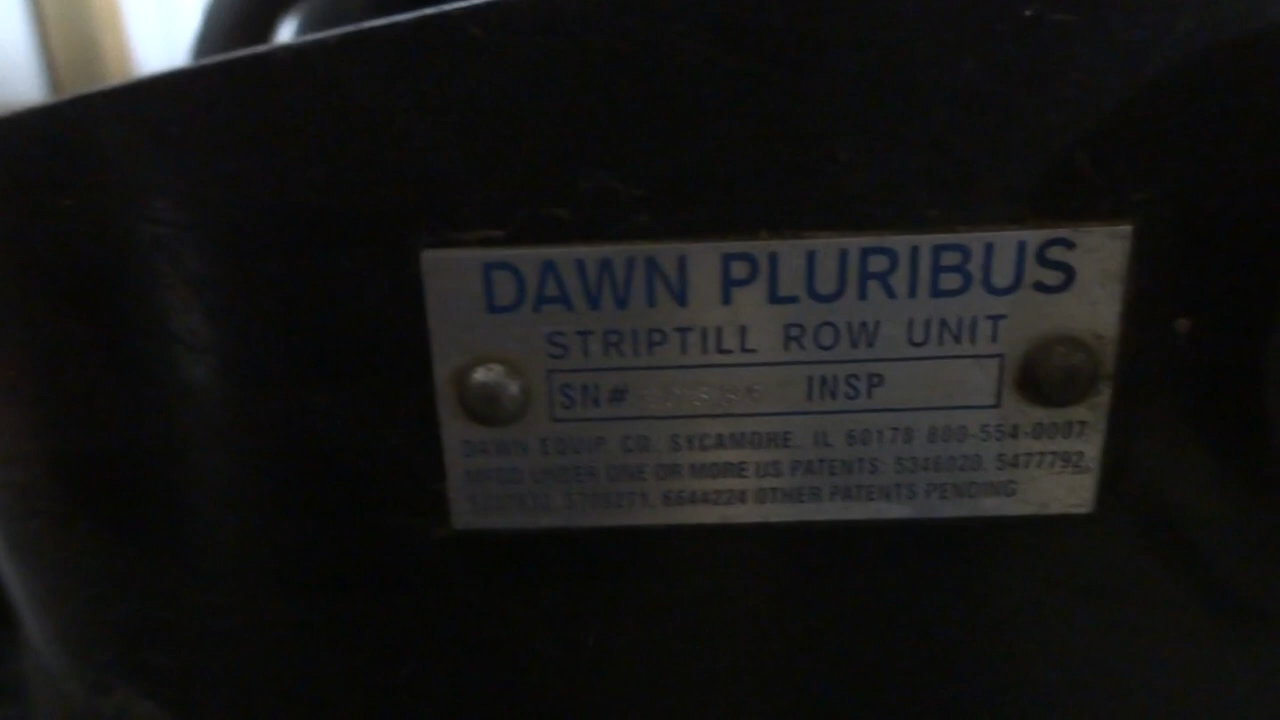 DAWN PLURIBUS
STRIPTILL ROW UNIT
SN# INSP
DAWN EQUIP. CO. SYCAMORE, IL 60178 800-554-0007
MFGD UNDER ONE OR MORE US PATENTS: 5346020, 5477792,
6644224 OTHER PATENTS PENDING